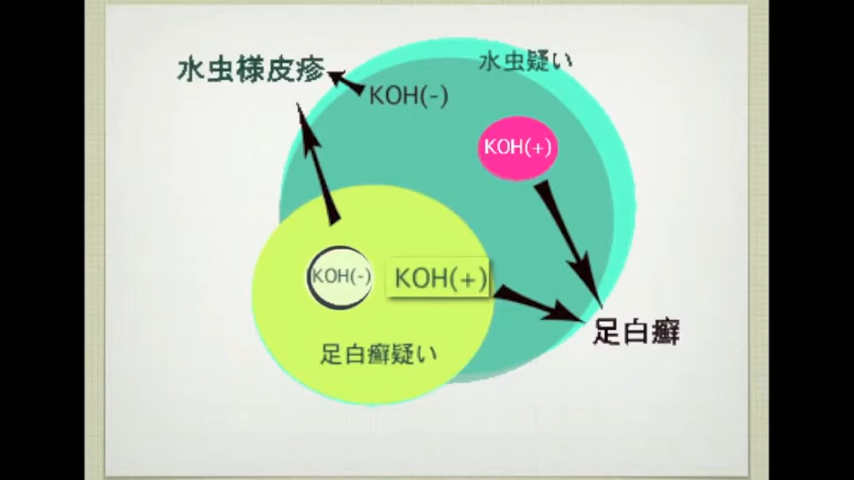 水虫様皮疹
水虫疑い
KOH(-)
KOH(+)
KOH(-)
KOH(+)
足白癬
足白癬疑い